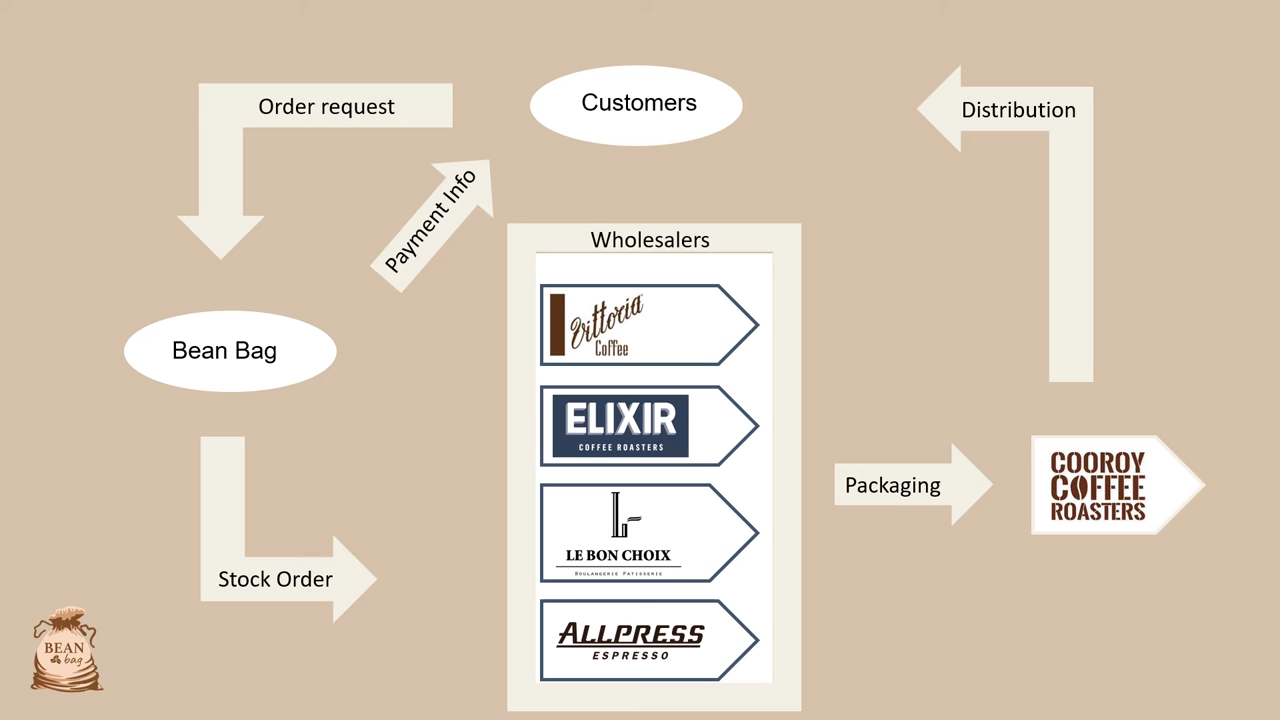 Customers
Order request
Distribution
Payment Info
Wholesalers
Vittoria
Coffee
Bean Bag
ELIXIR
COFFEE ROASTERS
COOROY
COFFEE
ROASTERS
Packaging
LE BON CHOIX
BOULANGERIE PATISSERIE
Stock Order
ALLPRESS
ESPRESSO
BEAN
bag